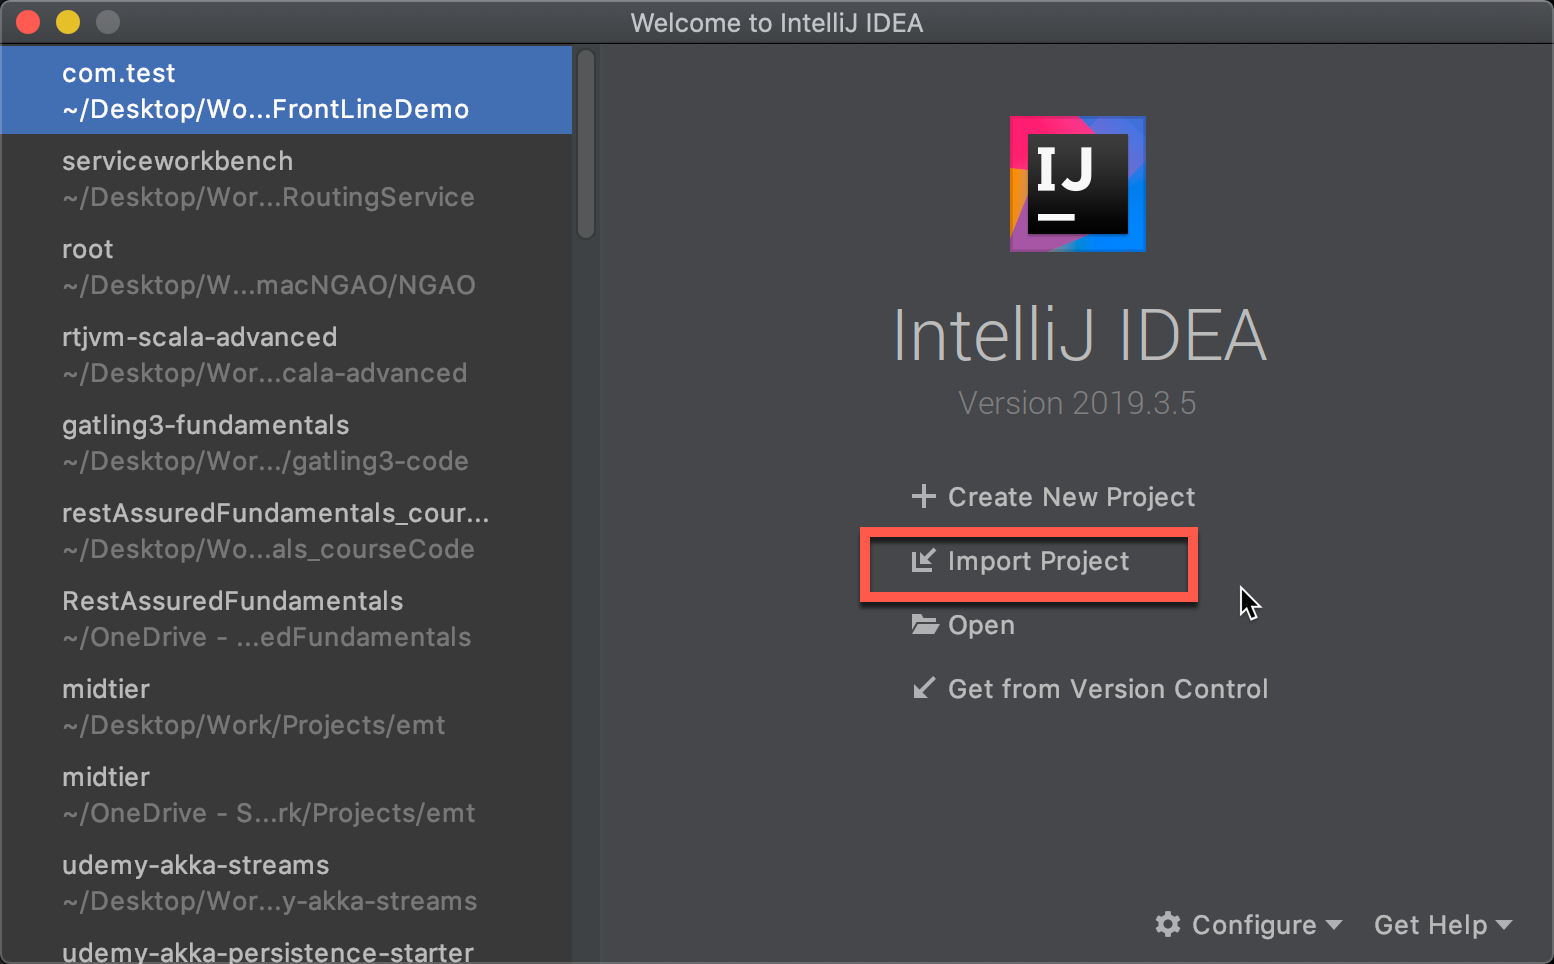 Welcome to IntelliJ IDEA
com.test
~/Desktop/Wo...FrontLineDemo
serviceworkbench
~/Desktop/Wor...RoutingService
root
~/Desktop/W...macNGAO/NGAO
rtjvm-scala-advanced
~/Desktop/Wor...cala-advanced
gatling3-fundamentals
~/Desktop/Wor.../gatling3-code
restAssuredFundamentals_cour...
~/Desktop/Wo...als_courseCode
RestAssuredFundamentals
~/OneDrive - ...edFundamentals
midtier
~/Desktop/Work/Projects/emt
midtier
~/OneDrive - S...rk/Projects/emt
udemy-akka-streams
~/Desktop/Wor...y-akka-streams
udemy-akka-persistence-starter
IJ
IntelliJ IDEA
Version 2019.3.5
Create New Project
Import Project
Open
Get from Version Control
Configure
Get Help